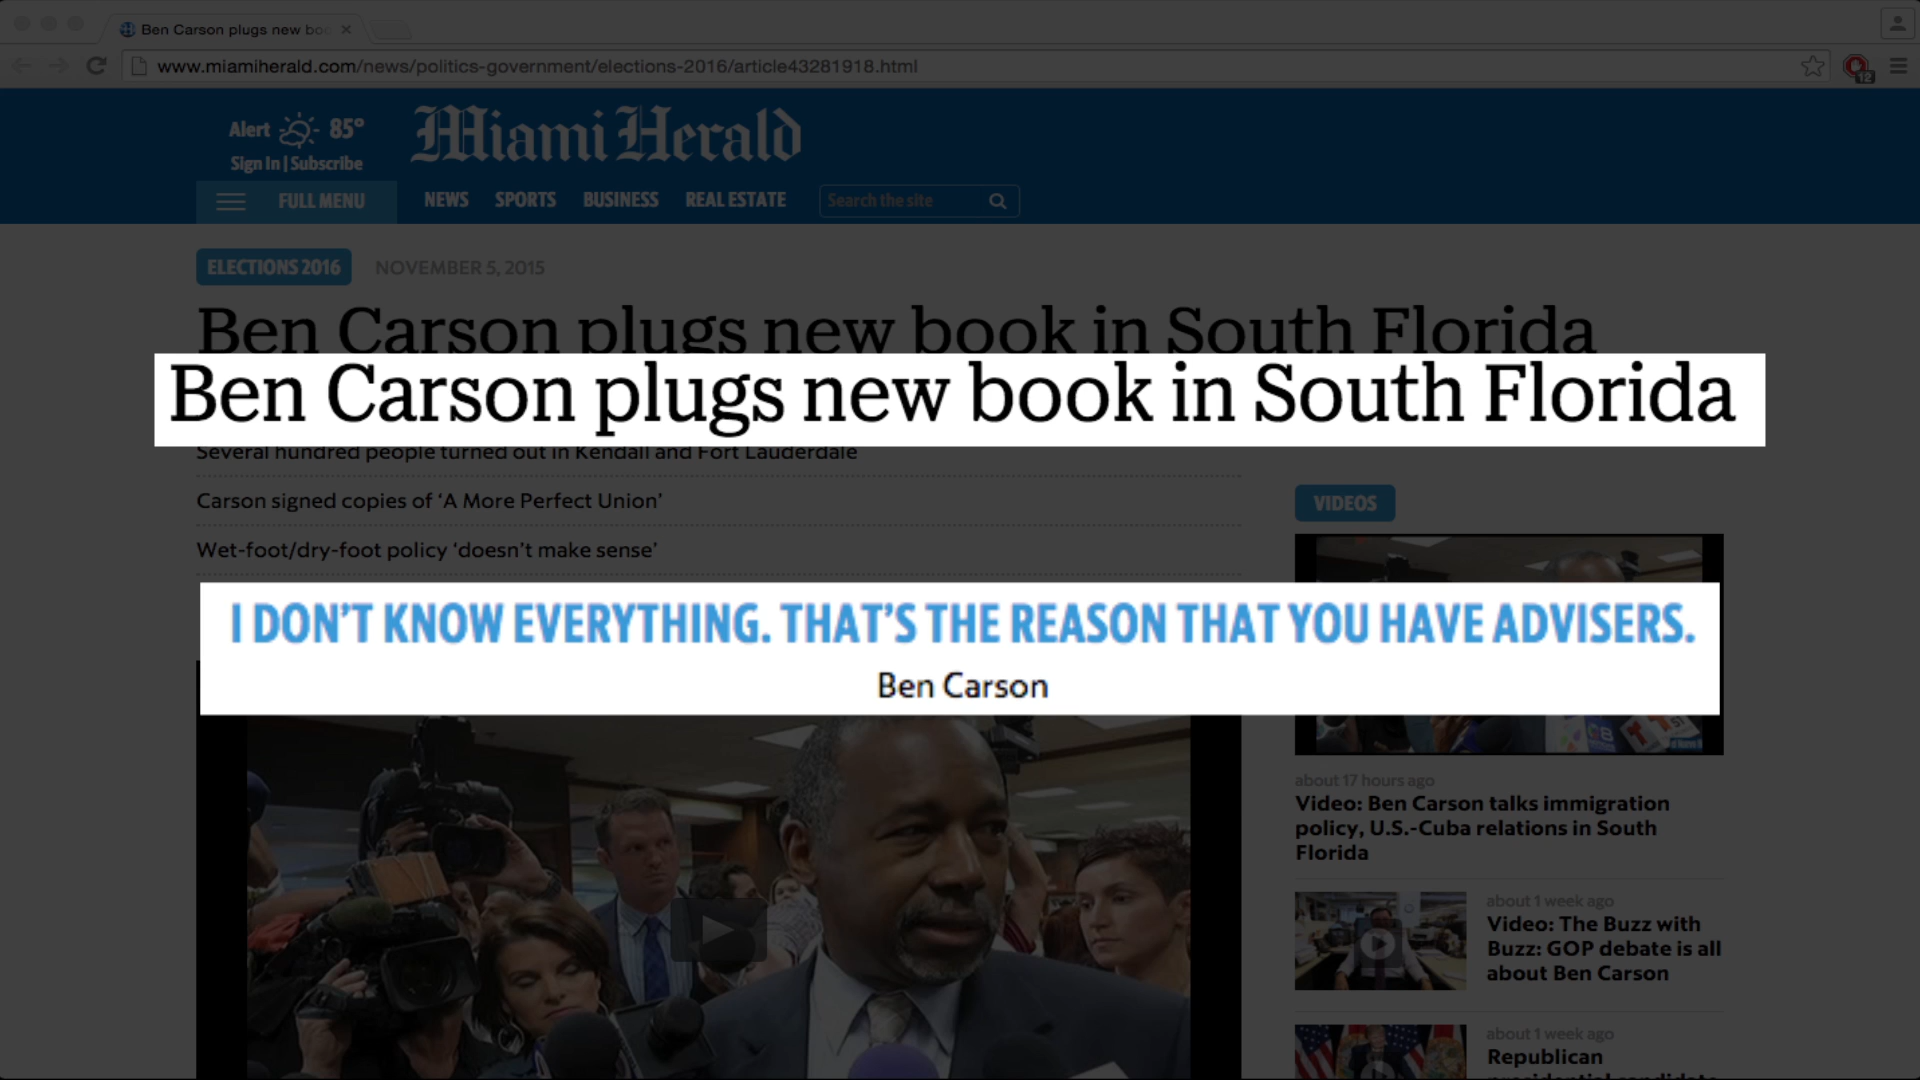 Ben Carson plugs new boo
www.miamiherald.com/news/politics-government/elections-2016/article43281918.html
12
Alert 85°
Sign In | Subscribe
Miami Herald
FULL MENU
NEWS SPORTS BUSINESS REAL ESTATE
Search the site
ELECTIONS 2016 NOVEMBER 5, 2015
Ben Carson plugs new book in South Florida
Ben Carson plugs new book in South Florida
Several hundred people turned out in Kendall and Fort Lauderdale
Carson signed copies of ‘A More Perfect Union’
Wet-foot/dry-foot policy ‘doesn’t make sense’
I DON’T KNOW EVERYTHING. THAT’S THE REASON THAT YOU HAVE ADVISERS.
Ben Carson
VIDEOS
about 17 hours ago
Video: Ben Carson talks immigration
policy, U.S.-Cuba relations in South
Florida
about 1 week ago
Video: The Buzz with
Buzz: GOP debate is all
about Ben Carson
about 1 week ago
Republican
presidential candidate